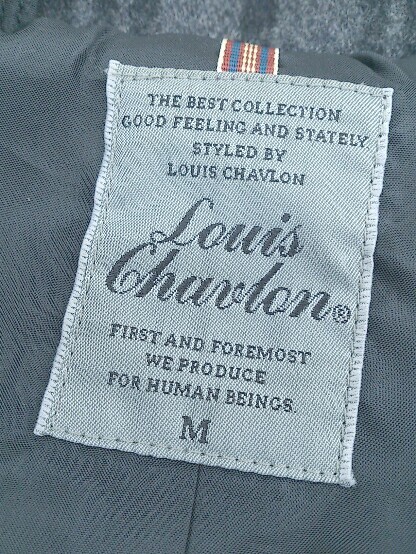 THE BEST COLLECTION
GOOD FEELING AND STATELY
STYLED BY
LOUIS CHAVLON
Louis
Chavlon®
FIRST AND FOREMOST
WE PRODUCE
FOR HUMAN BEINGS.
M